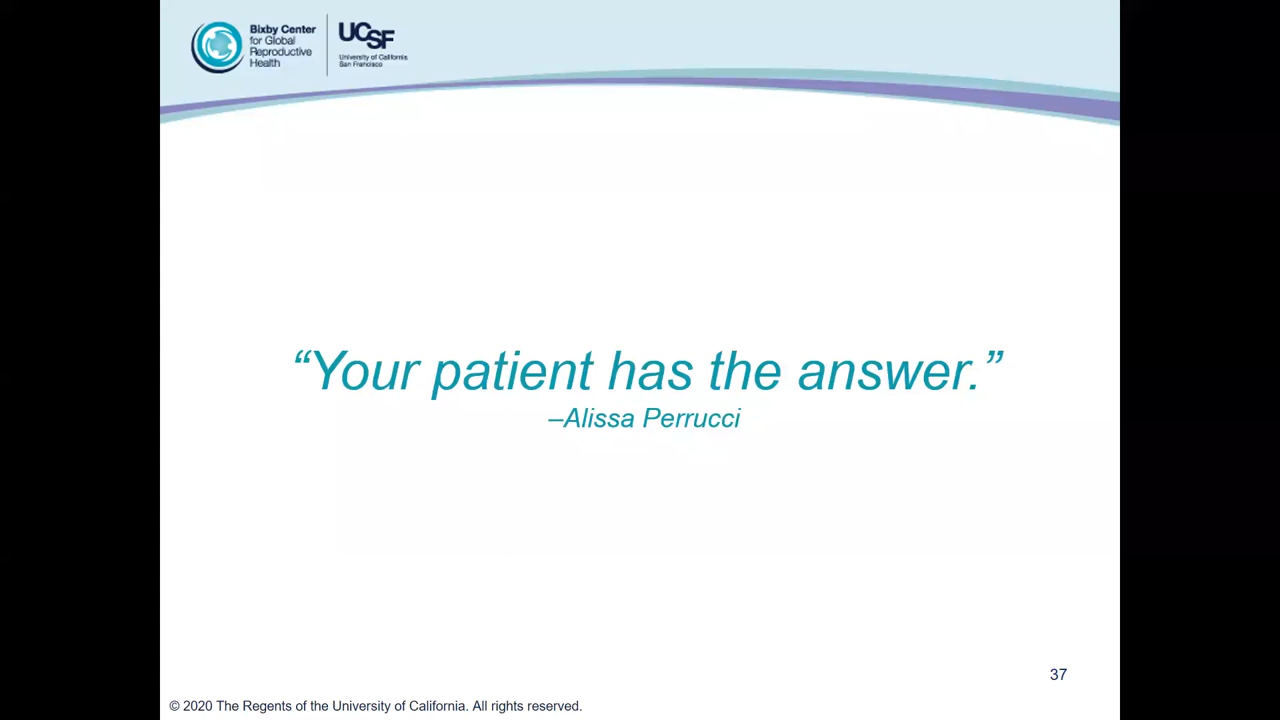 Bixby Center
for Global
Reproductive
Health
UCSF
University of California
San Francisco
“Your patient has the answer.”
–Alissa Perrucci
37
© 2020 The Regents of the University of California. All rights reserved.